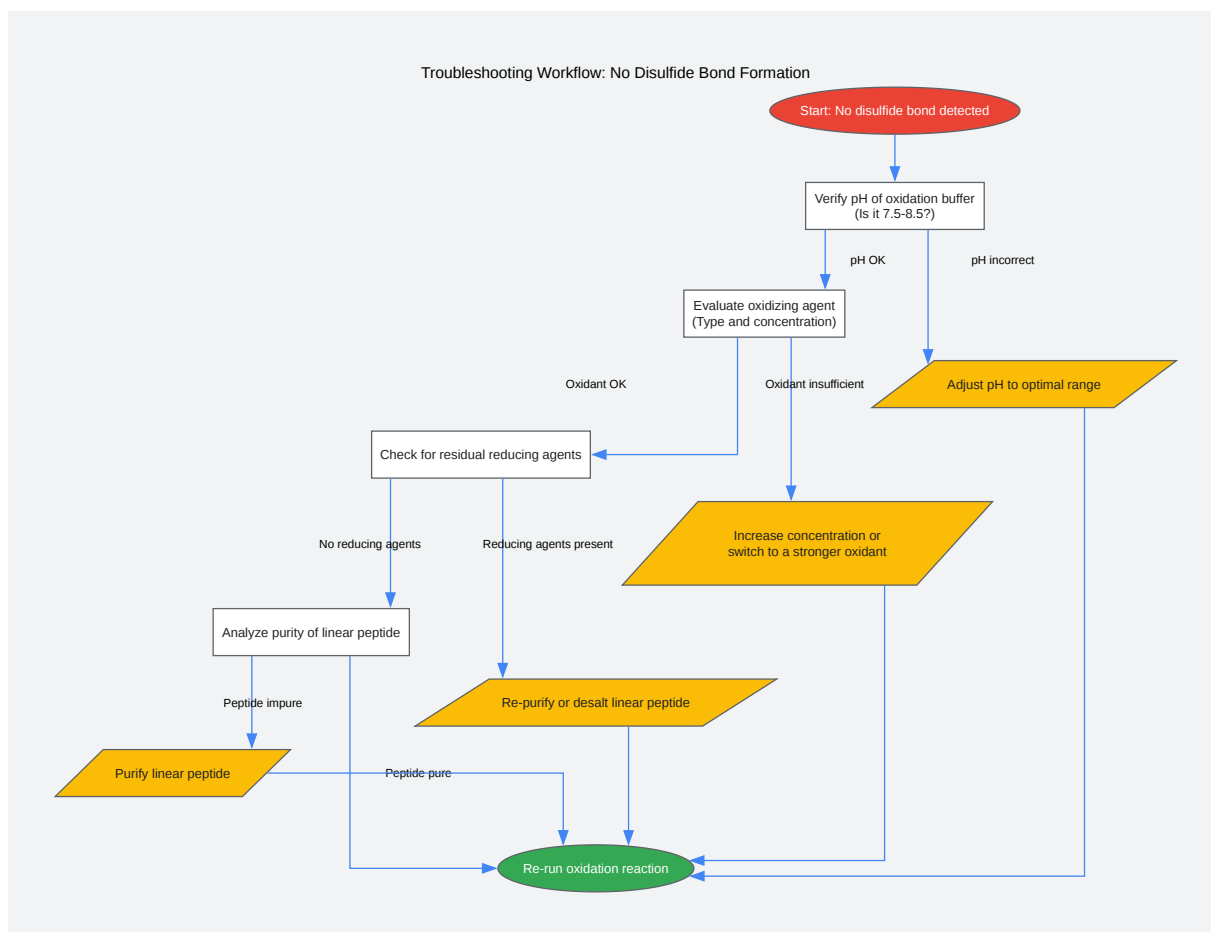 Troubleshooting Workflow: No Disulfide Bond Formation
Start: No disulfide bond detected
Verify pH of oxidation buffer
(Is it 7.5-8.5?)
pH OK
pH incorrect
Evaluate oxidizing agent
(Type and concentration)
Oxidant OK
Oxidant insufficient
Adjust pH to optimal range
Check for residual reducing agents
No reducing agents
Reducing agents present
Increase concentration or
switch to a stronger oxidant
Analyze purity of linear peptide
Peptide impure
Re-purify or desalt linear peptide
Purify linear peptide
Peptide pure
Re-run oxidation reaction